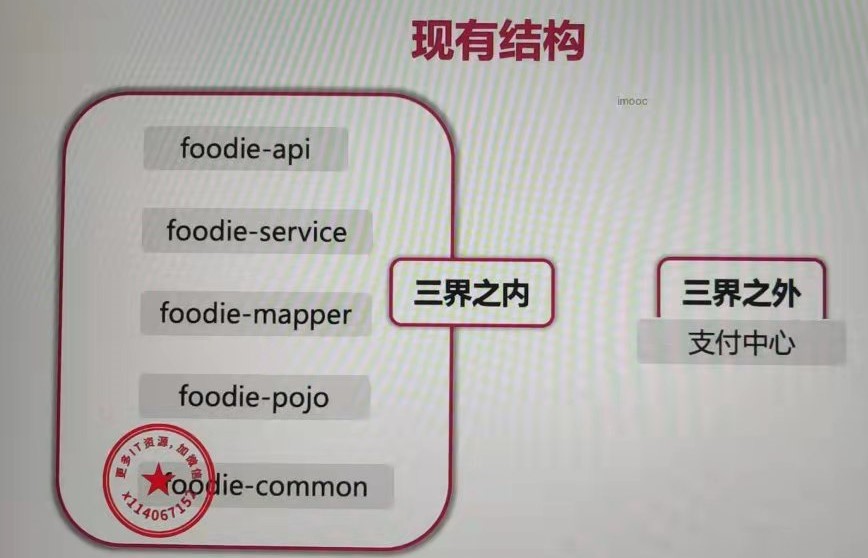 现有结构
imooc
foodie-api
foodie-service
三界之内
三界之外
foodie-mapper
支付中心
foodie-pojo
foodie-common
更多IT资源,加微信